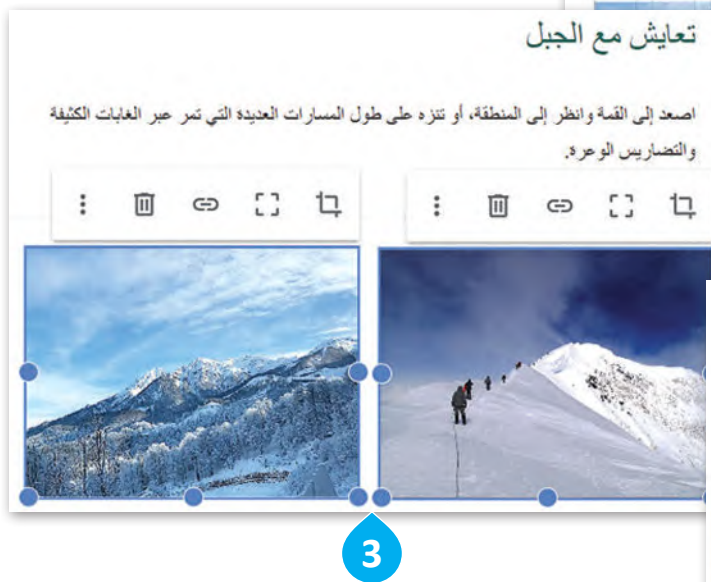 تعايش مع الجبل
اصعد إلى القمة وانظر إلى المنطقة، أو تنزه على طول المسارات العديدة التي تمر عبر الغابات الكثيفة
والتضاريس الوعرة.
3